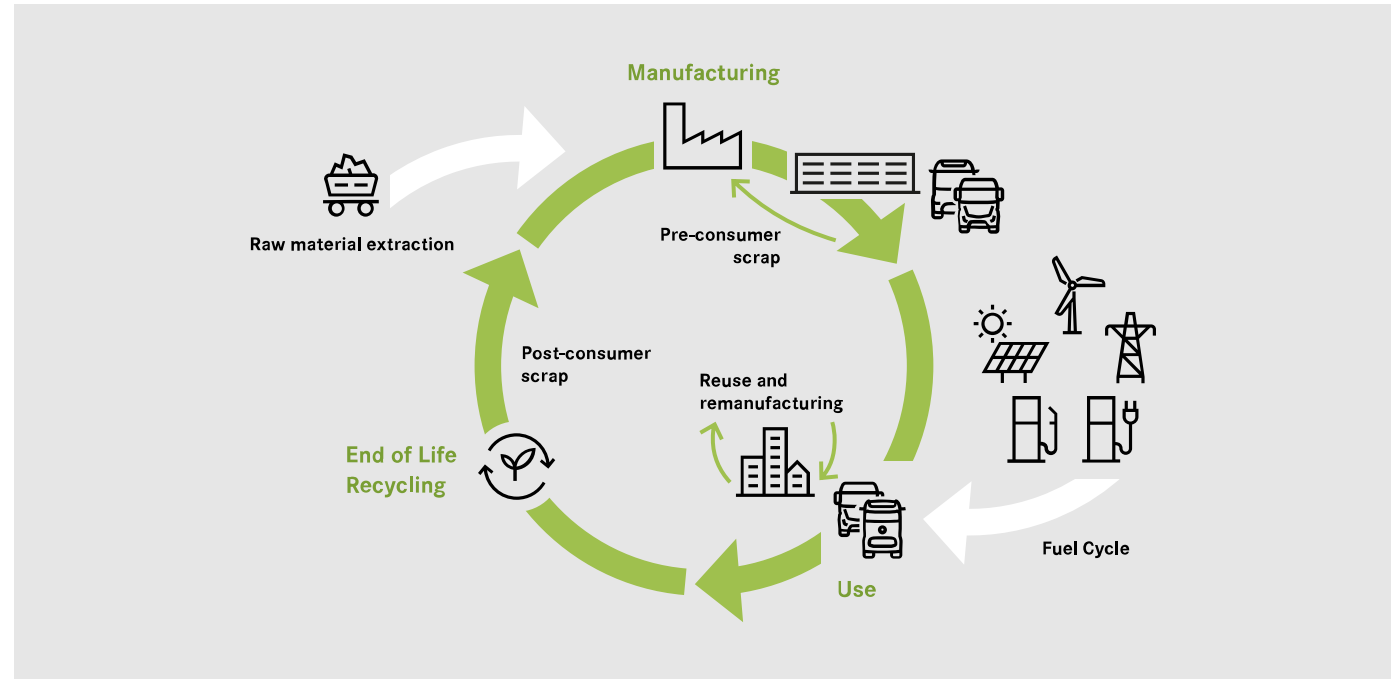 Manufacturing
Raw material extraction
Pre-consumer
scrap
Post-consumer
scrap
Reuse and
remanufacturing
End of Life
Recycling
Fuel Cycle
Use